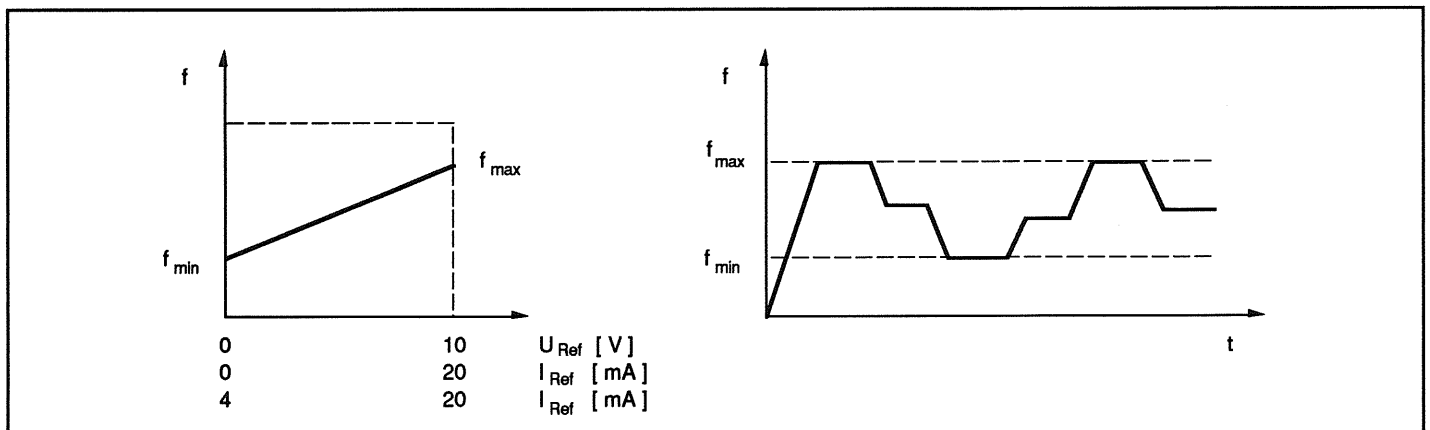 f
f max
f min
0 10 U Ref [ V ]
0 20 I Ref [ mA ]
4 20 I Ref [ mA ]
f
f max
f min
t